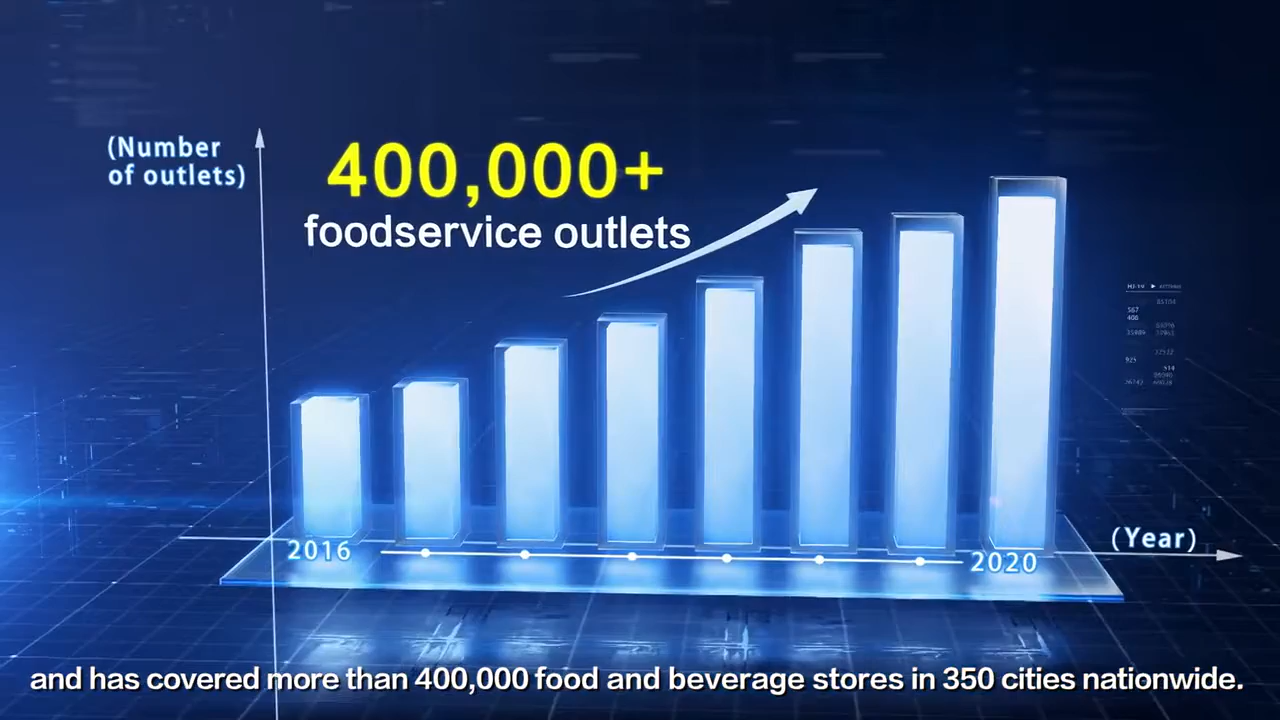 (Number
of outlets)
400,000+
foodservice outlets
2016
2020
(Year)
and has covered more than 400,000 food and beverage stores in 350 cities nationwide.